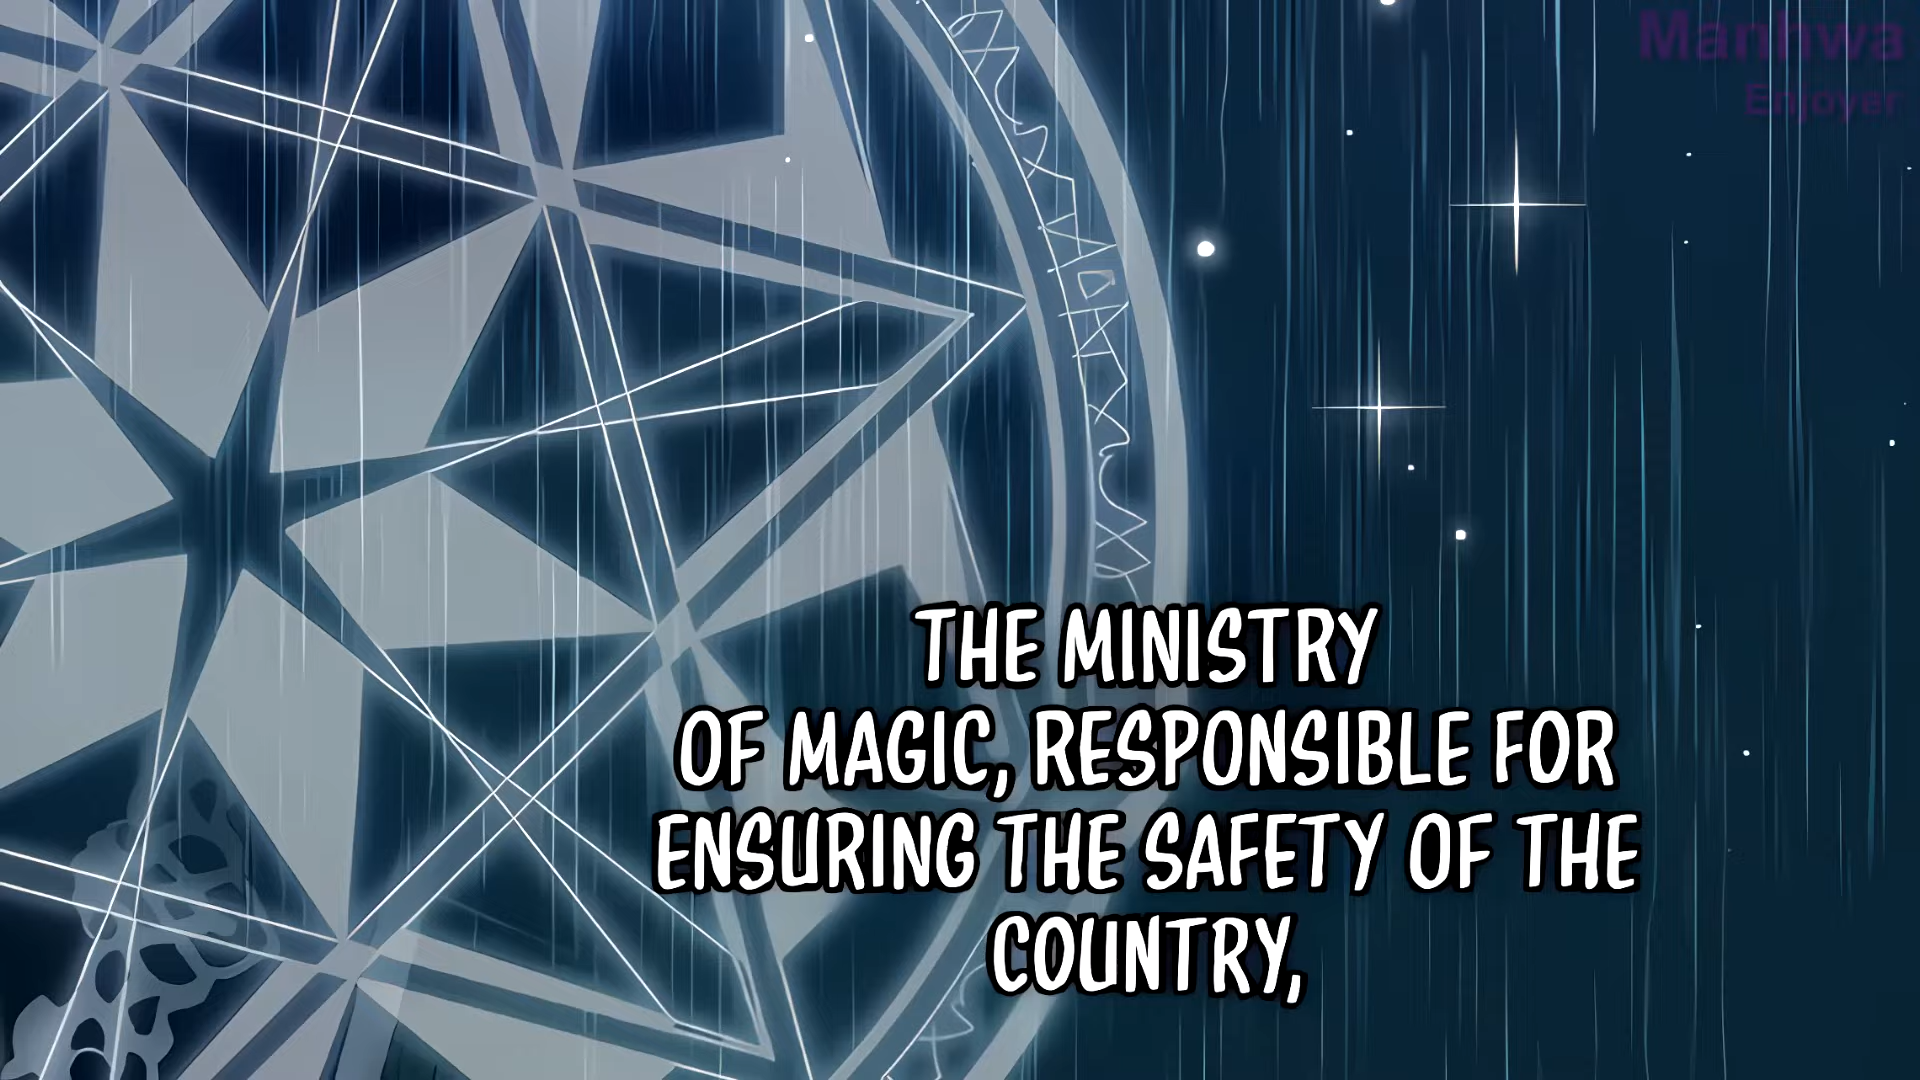 Manhwa
Enjoyer
THE MINISTRY
OF MAGIC, RESPONSIBLE FOR
ENSURING THE SAFETY OF THE
COUNTRY,